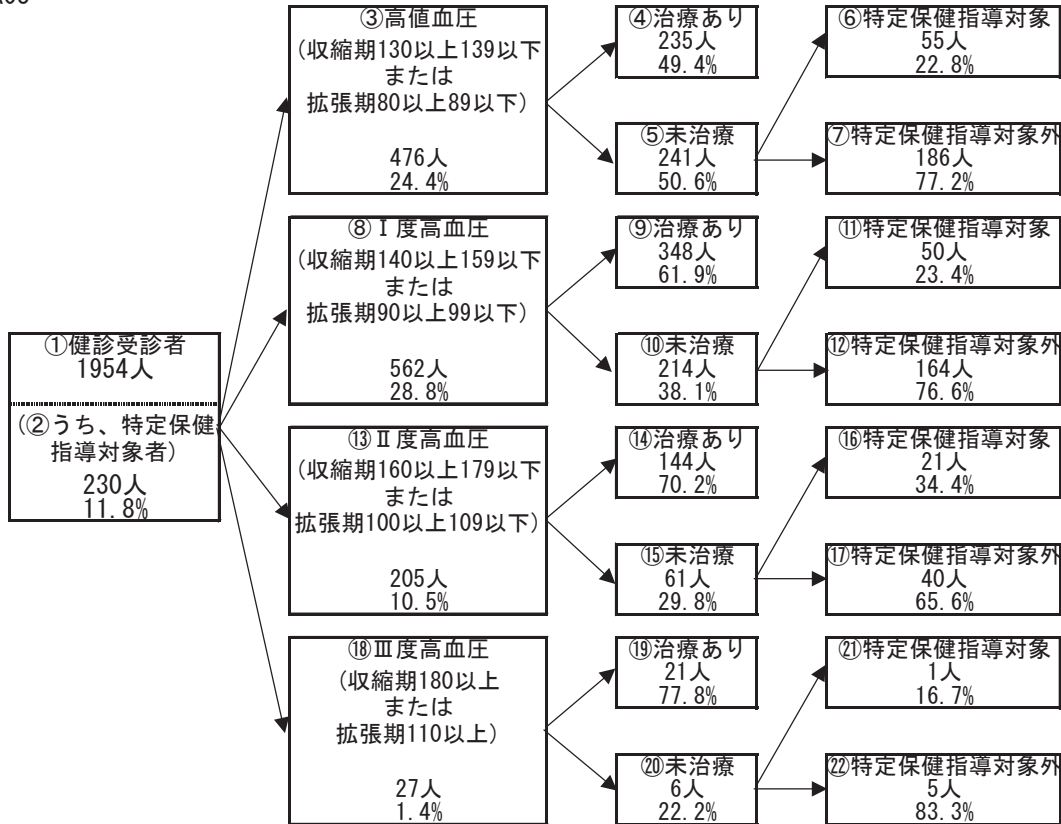 ①健診受診者
1954人
(②うち、特定保健
指導対象者)
230人
11.8%
③高値血圧
(収縮期130以上139以下
または
拡張期80以上89以下)
476人
24.4%
④治療あり
235人
49.4%
⑤未治療
241人
50.6%
⑥特定保健指導対象
55人
22.8%
⑦特定保健指導対象外
186人
77.2%
⑧Ⅰ度高血圧
(収縮期140以上159以下
または
拡張期90以上99以下)
562人
28.8%
⑨治療あり
348人
61.9%
⑩未治療
214人
38.1%
⑪特定保健指導対象
50人
23.4%
⑫特定保健指導対象外
164人
76.6%
⑬Ⅱ度高血圧
(収縮期160以上179以下
または
拡張期100以上109以下)
205人
10.5%
⑭治療あり
144人
70.2%
⑮未治療
61人
29.8%
⑯特定保健指導対象
21人
34.4%
⑰特定保健指導対象外
40人
65.6%
⑱Ⅲ度高血圧
(収縮期180以上
または
拡張期110以上)
27人
1.4%
⑲治療あり
21人
77.8%
⑳未治療
6人
22.2%
㉑特定保健指導対象
1人
16.7%
㉒特定保健指導対象外
5人
83.3%